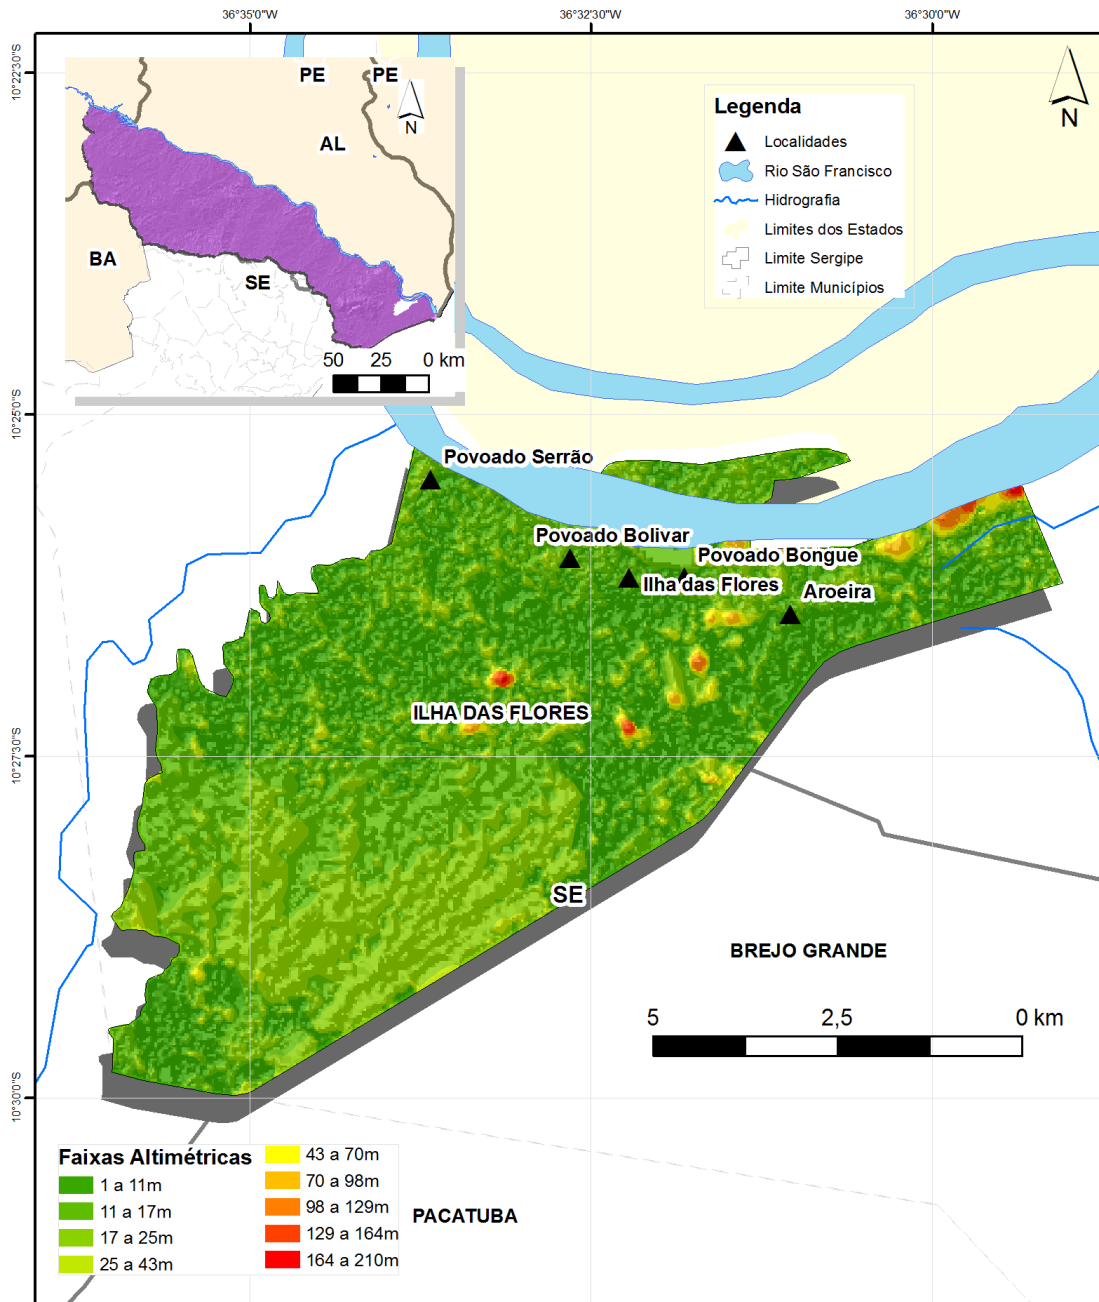 36°35'0"W
36°32'30"W
36°30'0"W
10°22'30"S
10°25'0"S
10°27'30"S
10°30'0"S
PE
PE
AL
N
BA
SE
50 25 0 km
N
Legenda
Localidades
Rio São Francisco
Hidrografia
Limites dos Estados
Limite Sergipe
Limite Municípios
Povoado Serrão
Povoado Bolivar
Povoado Bongue
Ilha das Flores
Aroeira
ILHA DAS FLORES
SE
BREJO GRANDE
5 2,5 0 km
Faixas Altimétricas
1 a 11m
11 a 17m
17 a 25m
25 a 43m
43 a 70m
70 a 98m
98 a 129m
129 a 164m
164 a 210m
PACATUBA